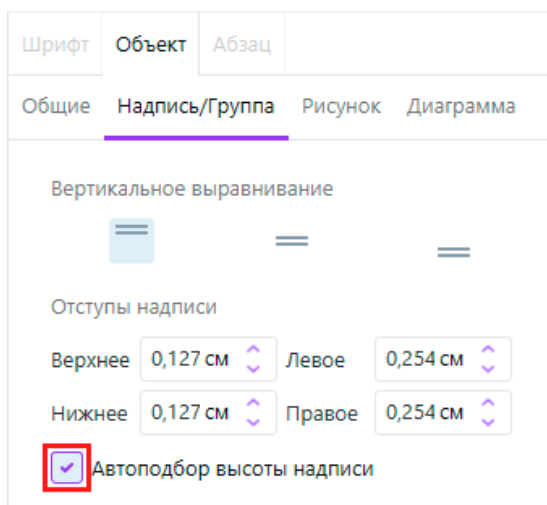 Шрифт Объект Абзац
Общие Надпись/Группа Рисунок Диаграмма
Вертикальное выравнивание
Отступы надписи
Верхнее 0,127 см Левое 0,254 см
Нижнее 0,127 см Правое 0,254 см
Автоподбор высоты надписи